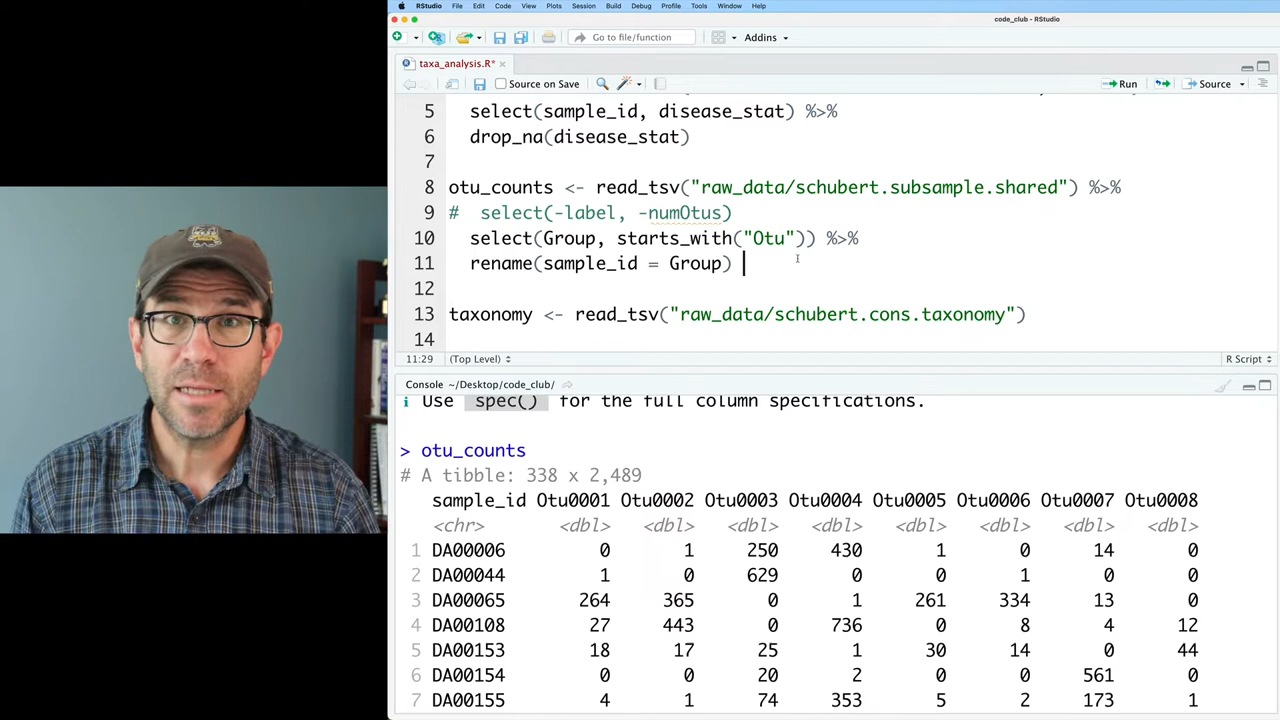 RStudio File Edit Code View Plots Session Build Debug Profile Tools Window Help
code_club - RStudio
Go to file/function Addins
taxa_analysis.R*
Source on Save Run Source
5 select(sample_id, disease_stat) %>%
6 drop_na(disease_stat)
7
8 otu_counts <- read_tsv("raw_data/schubert.subsample.shared") %>%
9 # select(-label, -numOtus)
10 select(Group, starts_with("Otu")) %>%
11 rename(sample_id = Group)
12
13 taxonomy <- read_tsv("raw_data/schubert.cons.taxonomy")
14
11:29 (Top Level) R Script
Console ~/Desktop/code_club/
i Use spec() for the full column specifications.
> otu_counts
# A tibble: 338 x 2,489
sample_id Otu0001 Otu0002 Otu0003 Otu0004 Otu0005 Otu0006 Otu0007 Otu0008
<chr> <dbl> <dbl> <dbl> <dbl> <dbl> <dbl> <dbl> <dbl>
1 DA00006 0 1 250 430 1 0 14 0
2 DA00044 1 0 629 0 0 1 0 0
3 DA00065 264 365 0 1 261 334 13 0
4 DA00108 27 443 0 736 0 8 4 12
5 DA00153 18 17 25 1 30 14 0 44
6 DA00154 0 0 20 2 0 0 561 0
7 DA00155 4 1 74 353 5 2 173 1